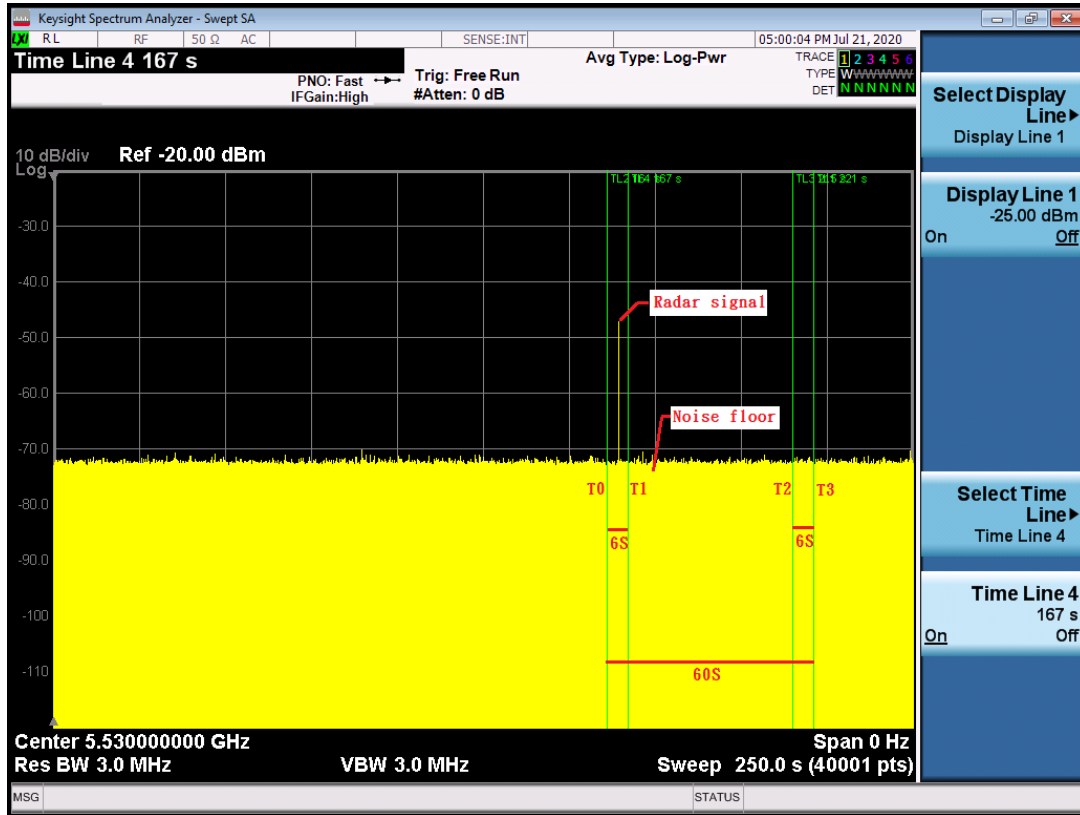 Keysight Spectrum Analyzer - Swept SA
LXI RL RF 50 Ω AC SENSE:INT 05:00:04 PM Jul 21, 2020
Time Line 4 167 s
Avg Type: Log-Pwr
TRACE 1 2 3 4 5 6
PNO: Fast
Trig: Free Run
TYPE WWWWWW
IFGain:High
#Atten: 0 dB
DET N N N N N N
Select Display Line
Display Line 1
10 dB/div
Log
Ref -20.00 dBm
167 s
221 s
Display Line 1
-25.00 dBm
On Off
-30.0
-40.0
Radar signal
-50.0
-60.0
Noise floor
-70.0
T0 T1 T2 T3
-80.0
6S 6S
-90.0
-100
60S
-110
Select Time Line
Time Line 4
Time Line 4
167 s
On Off
Center 5.530000000 GHz
Span 0 Hz
Res BW 3.0 MHz
VBW 3.0 MHz
Sweep 250.0 s (40001 pts)
MSG STATUS